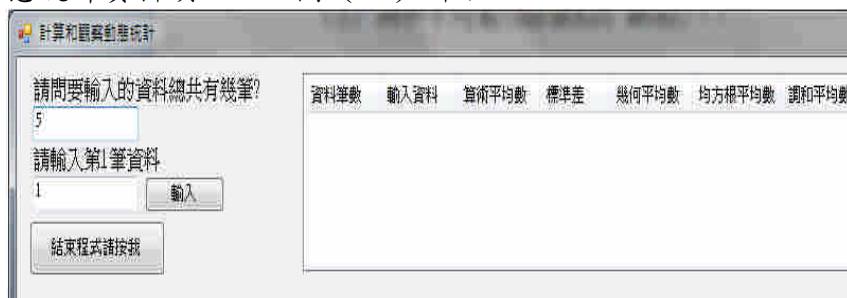 計算和觀察動態統計
請問要輸入的資料總共有幾筆?
5
請輸入第1筆資料
1
輸入
結束程式請按我
資料筆數 輸入資料 算術平均數 標準差 幾何平均數 均方根平均數 調和平均數